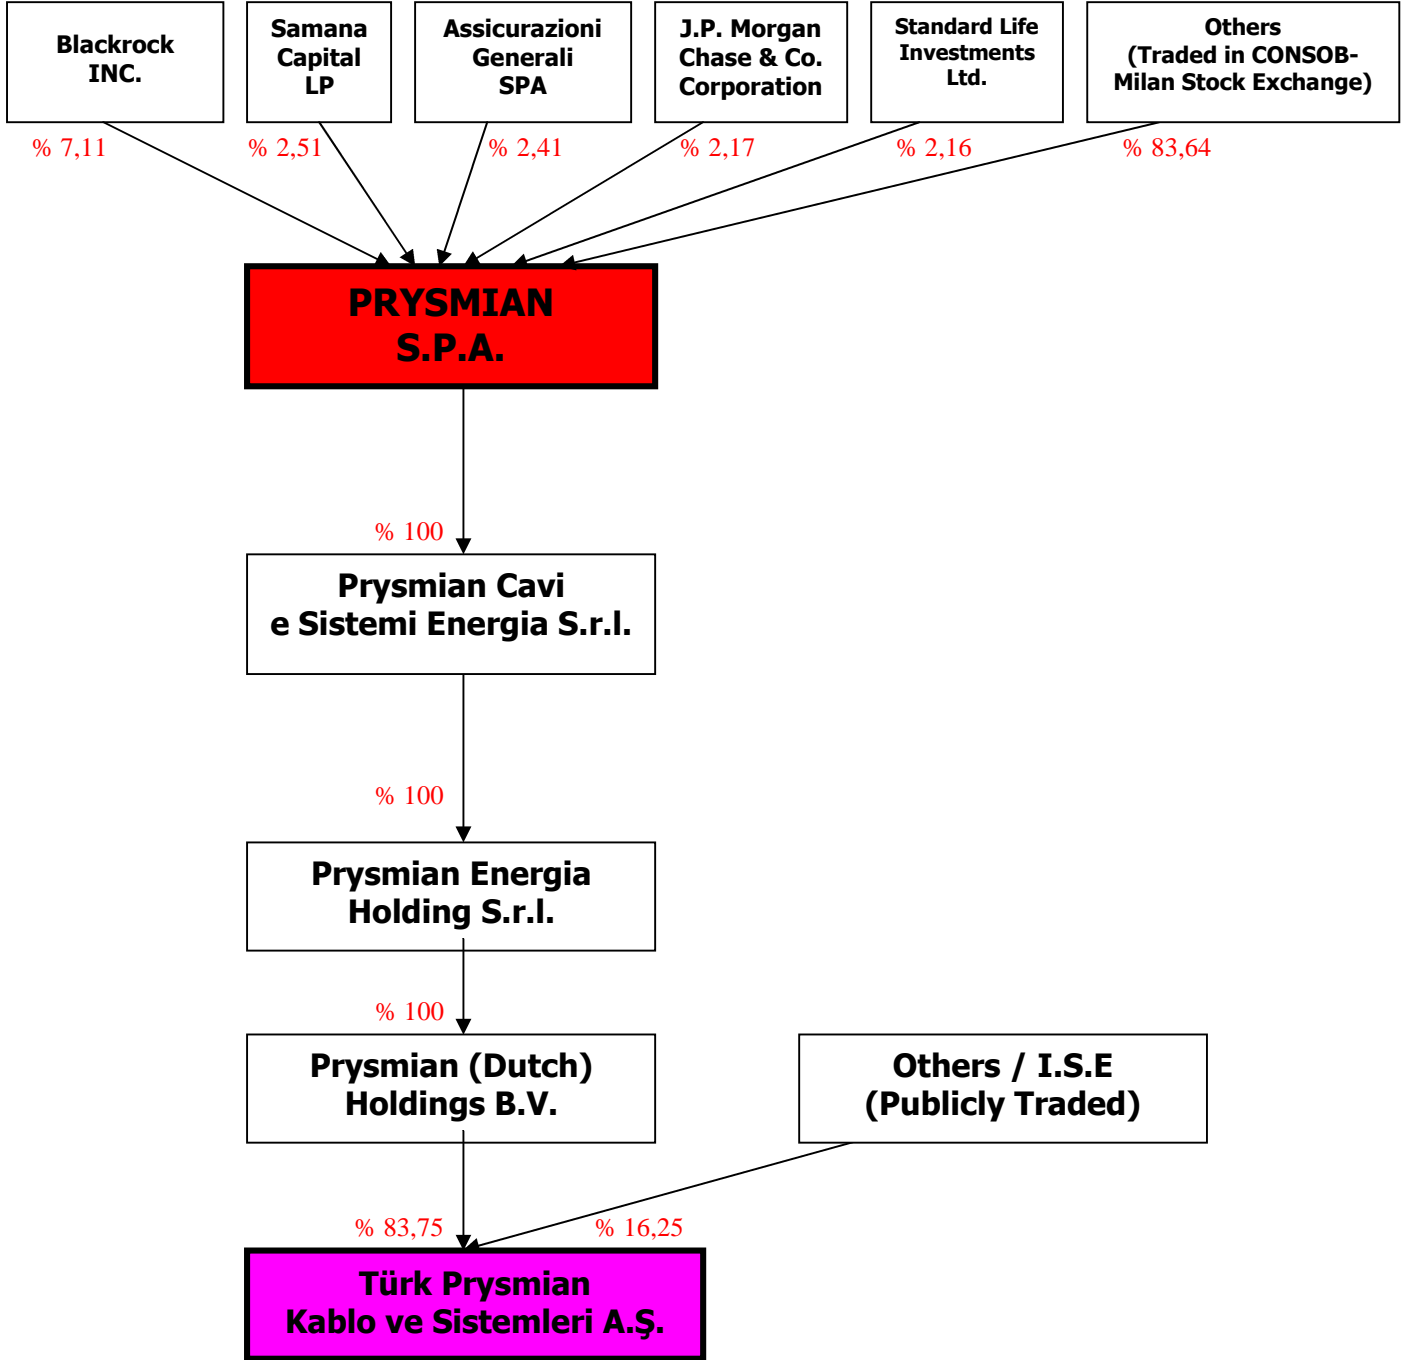 Blackrock
INC.
Samana
Capital
LP
Assicurazioni
Generali
SPA
J.P. Morgan
Chase & Co.
Corporation
Standard Life
Investments
Ltd.
Others
(Traded in CONSOB-
Milan Stock Exchange)
% 7,11
% 2,51
% 2,41
% 2,17
% 2,16
% 83,64
PRYSMIAN
S.P.A.
% 100
Prysmian Cavi
e Sistemi Energia S.r.l.
% 100
Prysmian Energia
Holding S.r.l.
% 100
Prysmian (Dutch)
Holdings B.V.
Others / I.S.E
(Publicly Traded)
% 83,75
% 16,25
Türk Prysmian
Kablo ve Sistemleri A.Ş.